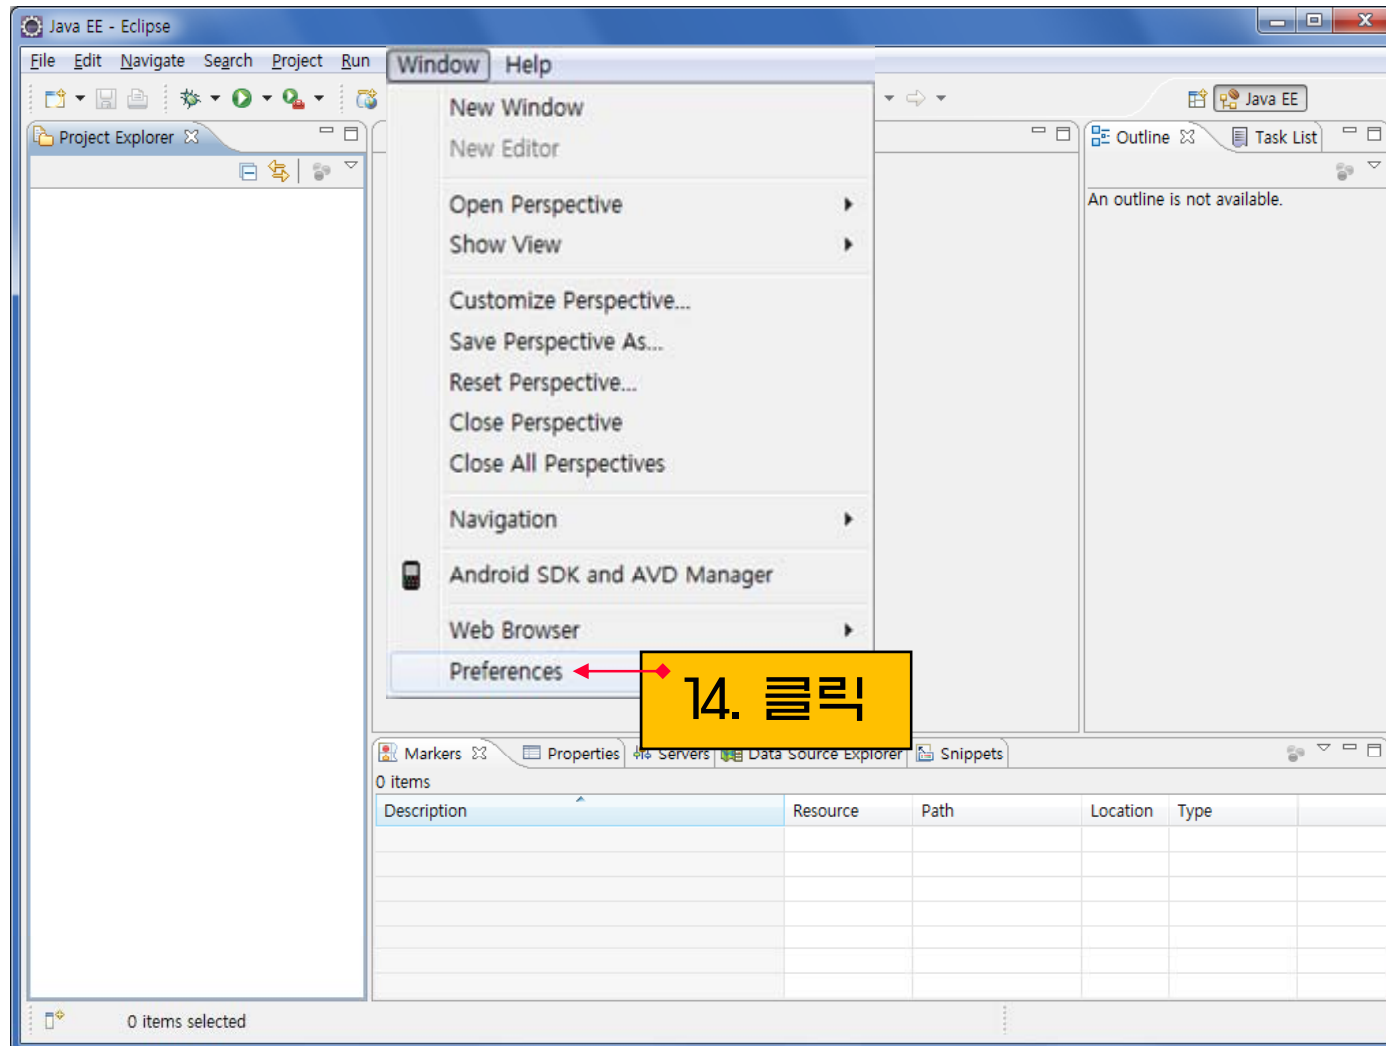 Java EE - Eclipse
File Edit Navigate Search Project Run Window Help
Java EE
Project Explorer
New Window
New Editor
Open Perspective
Show View
Customize Perspective...
Save Perspective As...
Reset Perspective...
Close Perspective
Close All Perspectives
Navigation
Android SDK and AVD Manager
Web Browser
Preferences
14. 클릭
Outline Task List
An outline is not available.
Markers Properties Servers Data Source Explorer Snippets
0 items
Description Resource Path Location Type
0 items selected